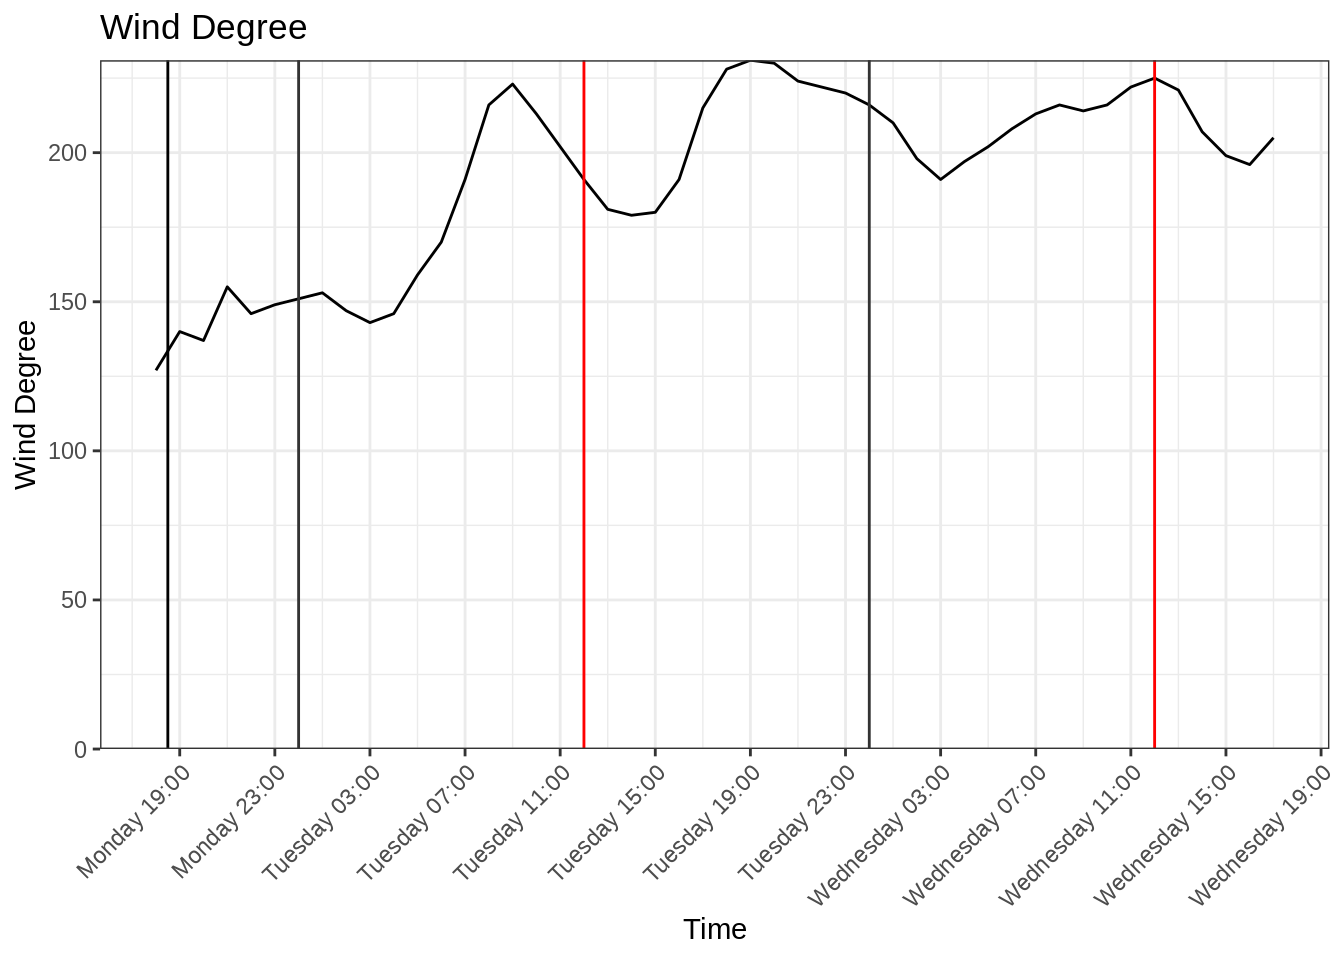 Wind Degree
Wind Degree
200
150
100
50
0
Monday 19:00
Monday 23:00
Tuesday 03:00
Tuesday 07:00
Tuesday 11:00
Tuesday 15:00
Tuesday 19:00
Tuesday 23:00
Wednesday 03:00
Wednesday 07:00
Wednesday 11:00
Wednesday 15:00
Wednesday 19:00
Time